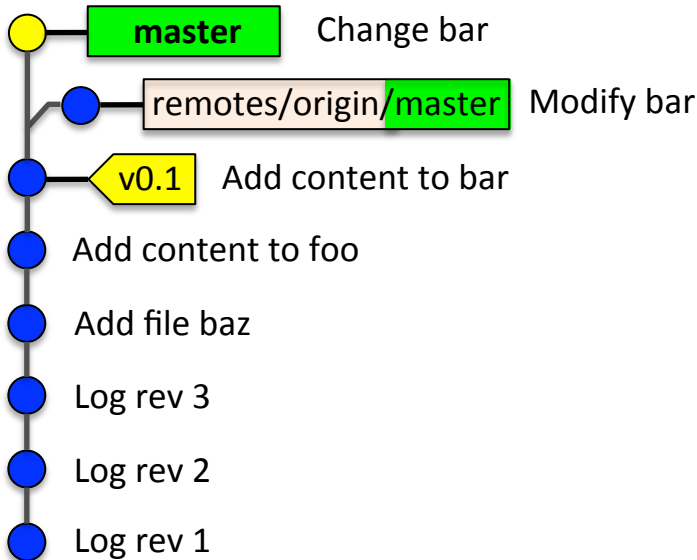 master Change bar
remotes/origin/master Modify bar
v0.1 Add content to bar
Add content to foo
Add file baz
Log rev 3
Log rev 2
Log rev 1